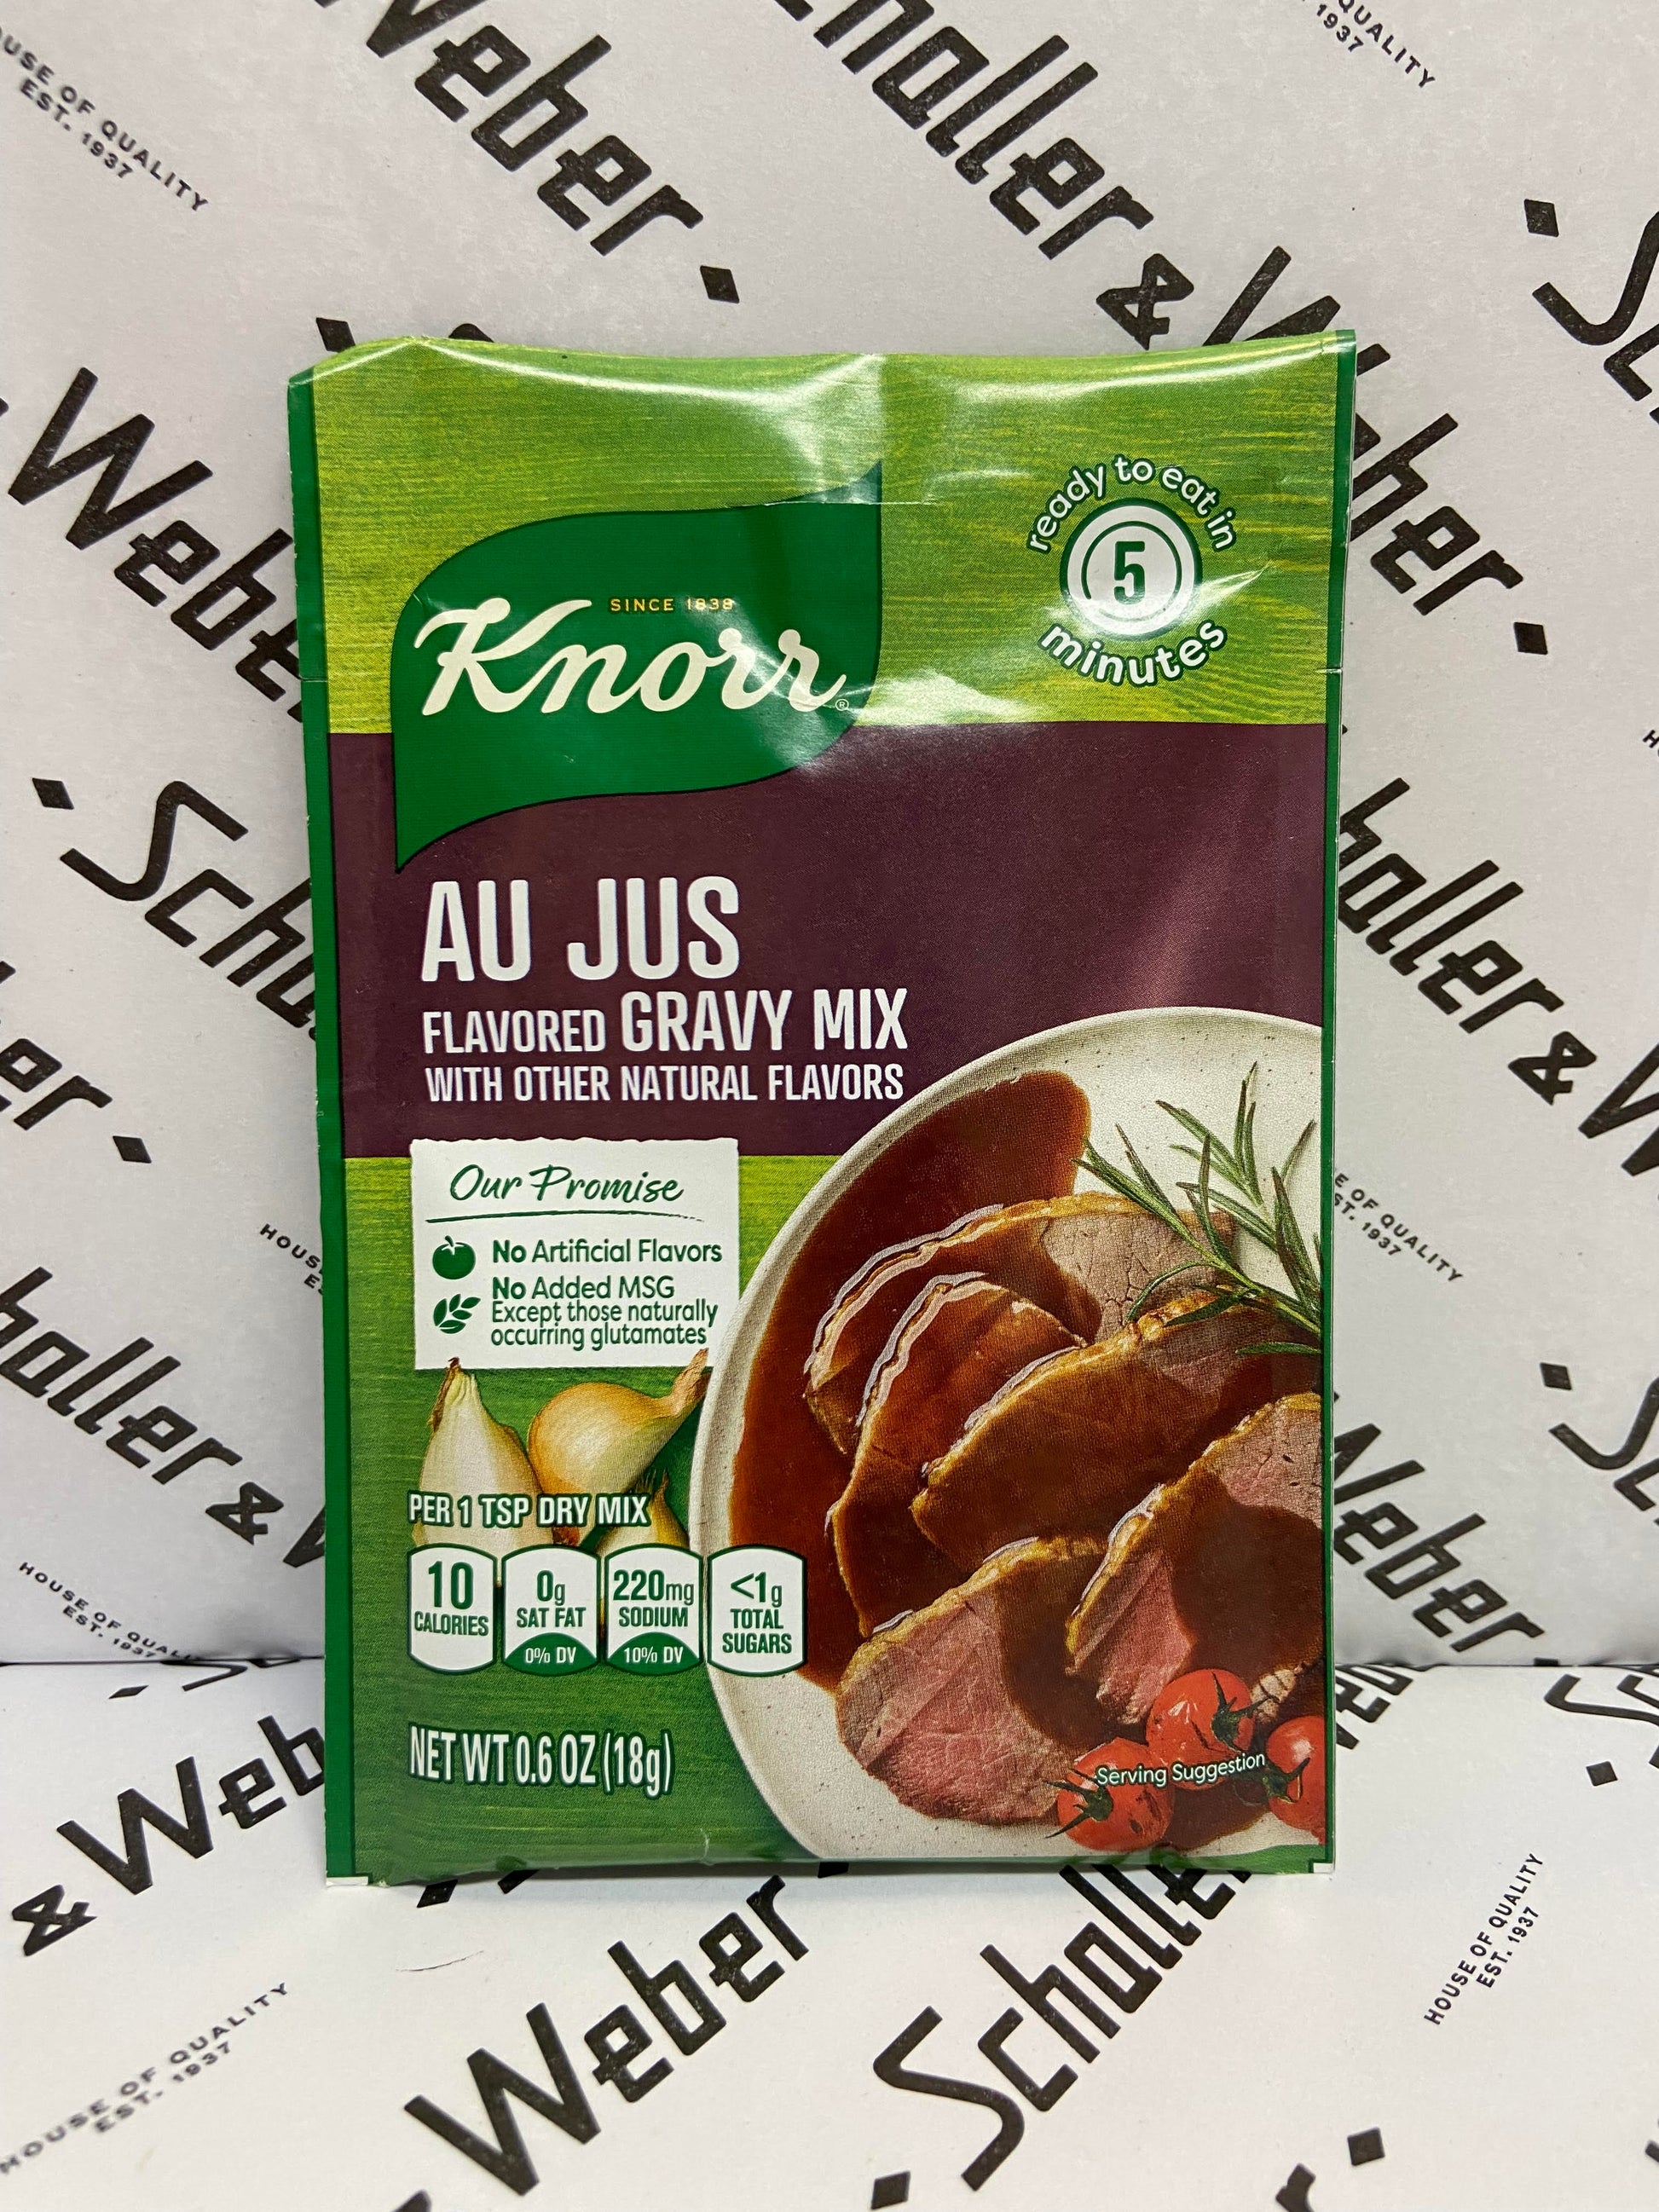 SINCE 1838
Knorr®
ready to eat in
5
minutes
AU JUS
FLAVORED GRAVY MIX
WITH OTHER NATURAL FLAVORS
Our Promise
No Artificial Flavors
No Added MSG
Except those naturally
occurring glutamates
PER 1 TSP DRY MIX
10
CALORIES
0g
SAT FAT
0% DV
220mg
SODIUM
10% DV
<1g
TOTAL
SUGARS
NET WT 0.6 OZ (18g)
Serving Suggestion
Schaller & Weber
HOUSE OF QUALITY
EST. 1937